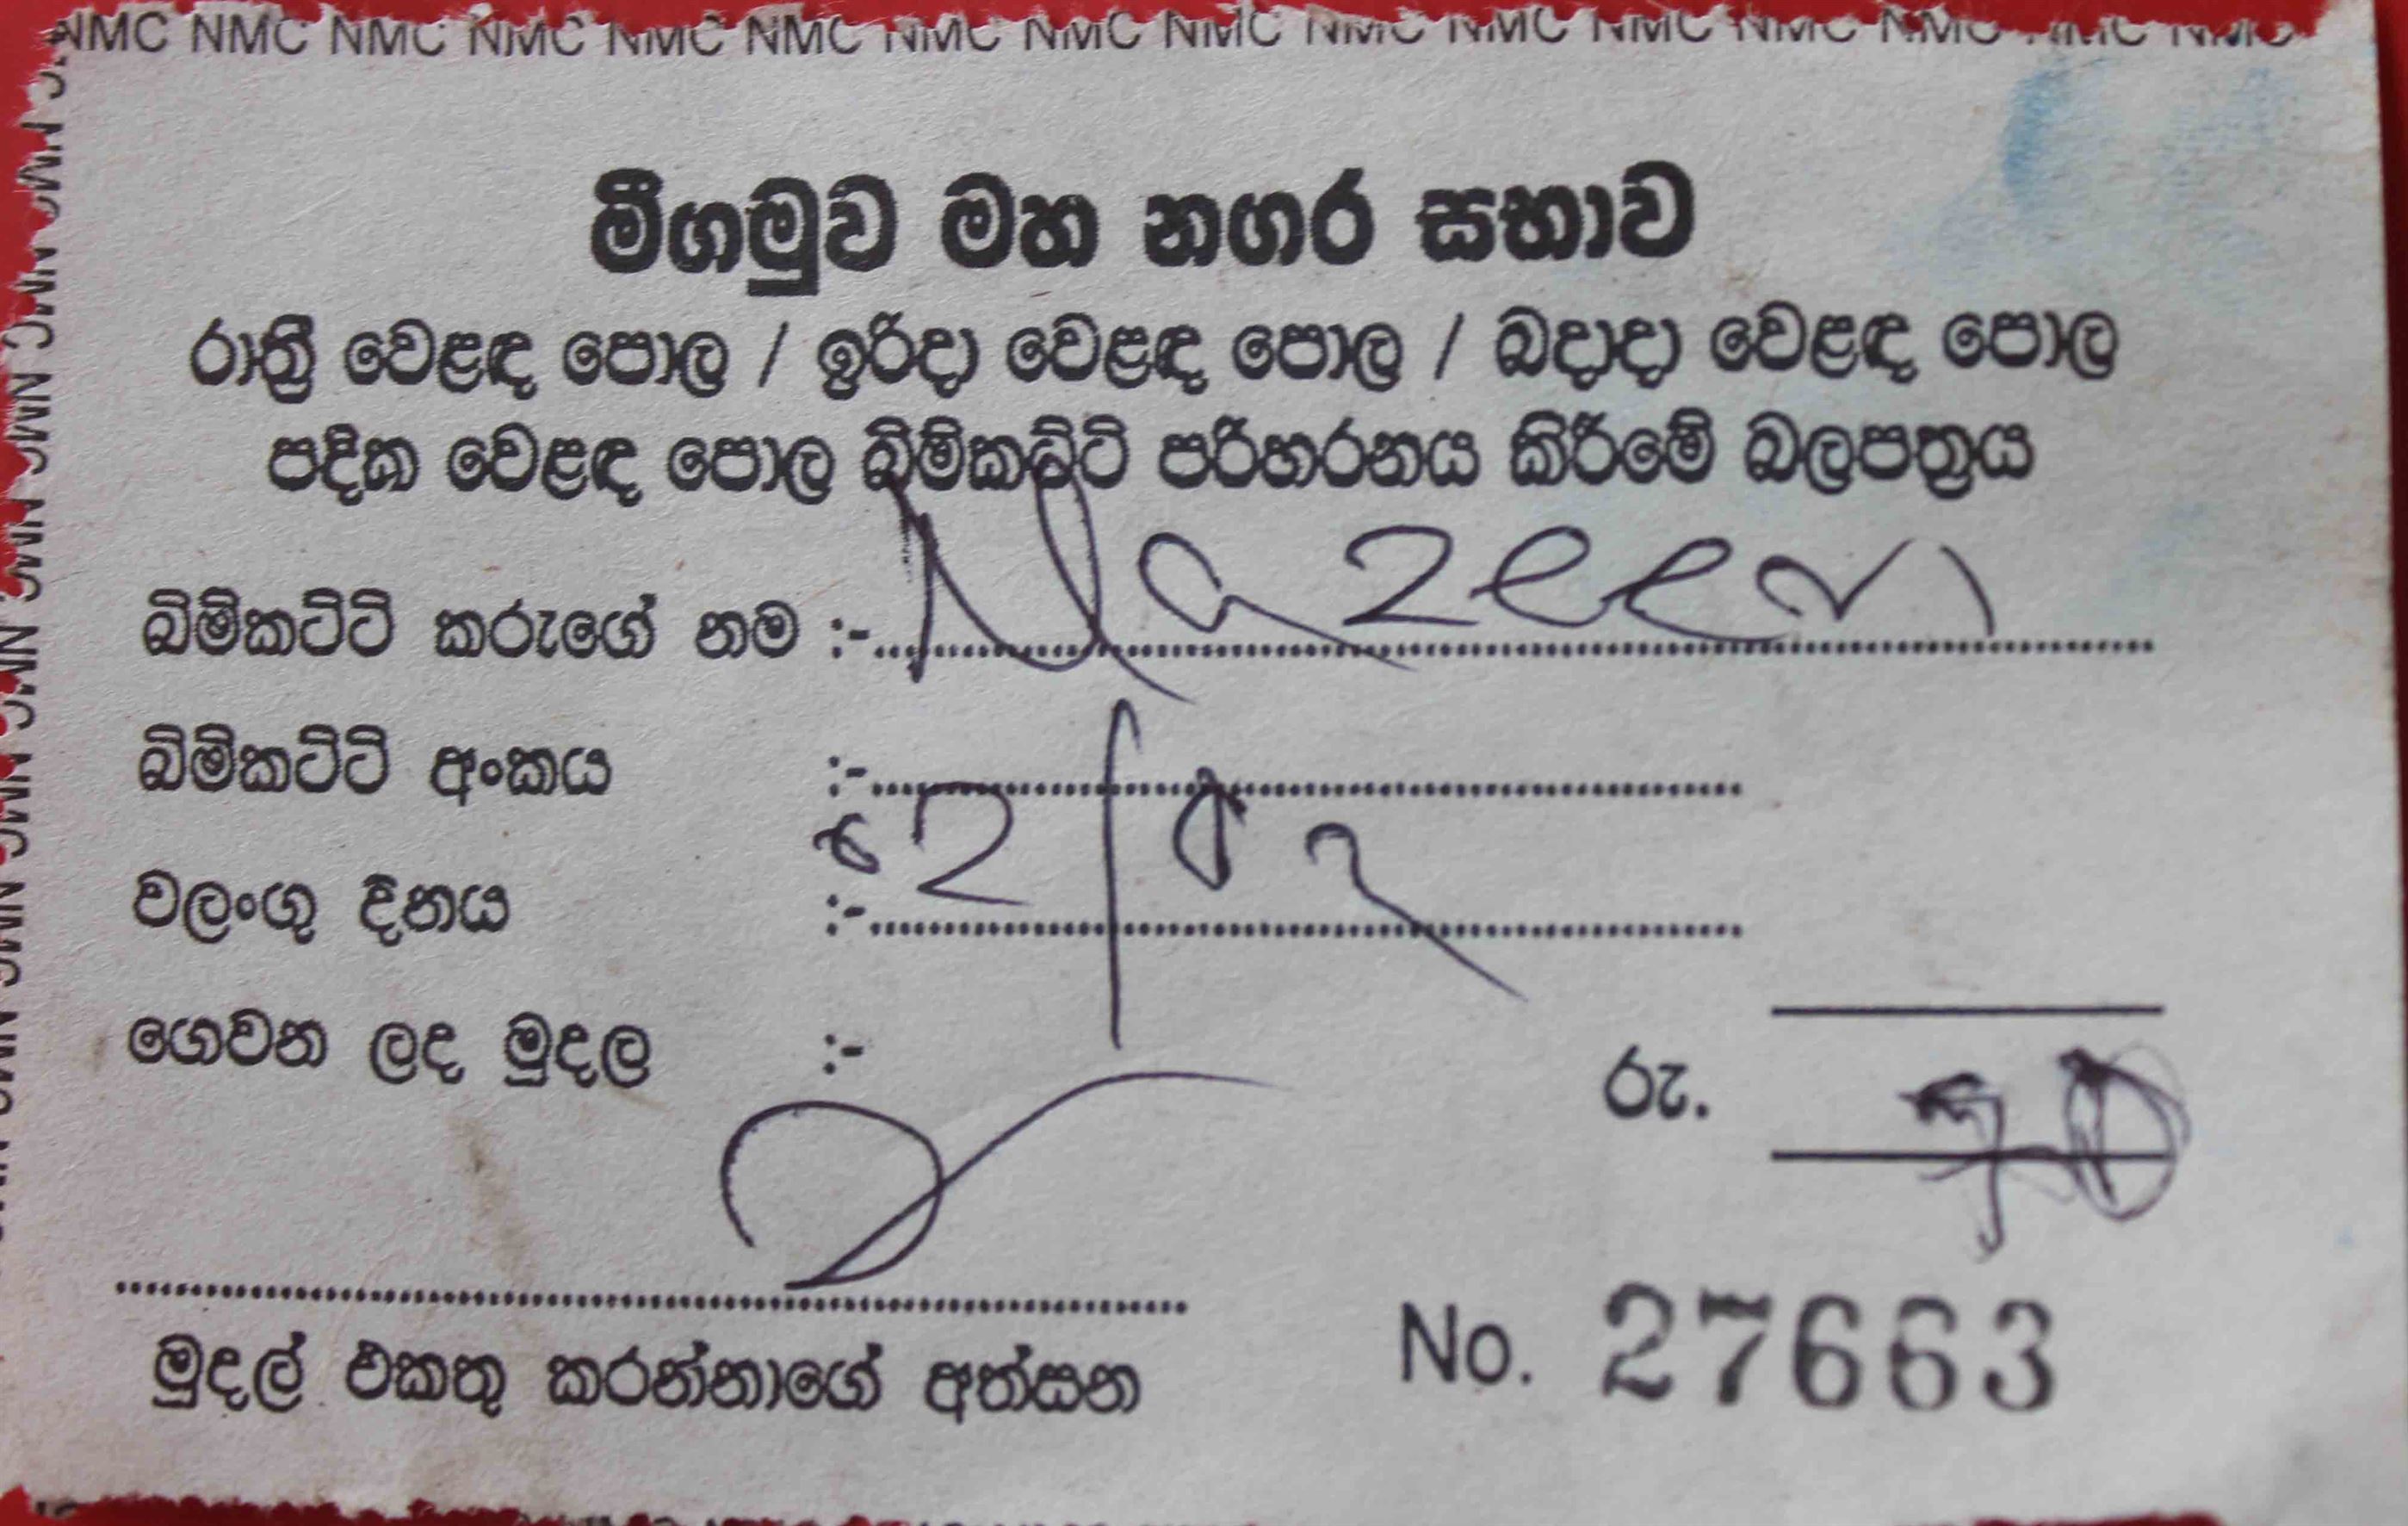 NMC NMC NMC NMC NMC NMC NMC NMC NMC NMC NMC NMC NMC NMC NMC NMC
මීගමුව මහ නගර සභාව
රාත්‍රී වෙළඳ පොල / ඉරිදා වෙළඳ පොල / බදාදා වෙළඳ පොල
පදික වෙළඳ පොල බිම්කට්ටි පරිහරනය කිරීමේ බලපත්‍රය
බිම්කට්ටි කරුගේ නම :- Nazeem
බිම්කට්ටි අංකය :-
වලංගු දිනය :-
ගෙවන ලද මුදල :-
රු.
මුදල් එකතු කරන්නාගේ අත්සන
No. 27663